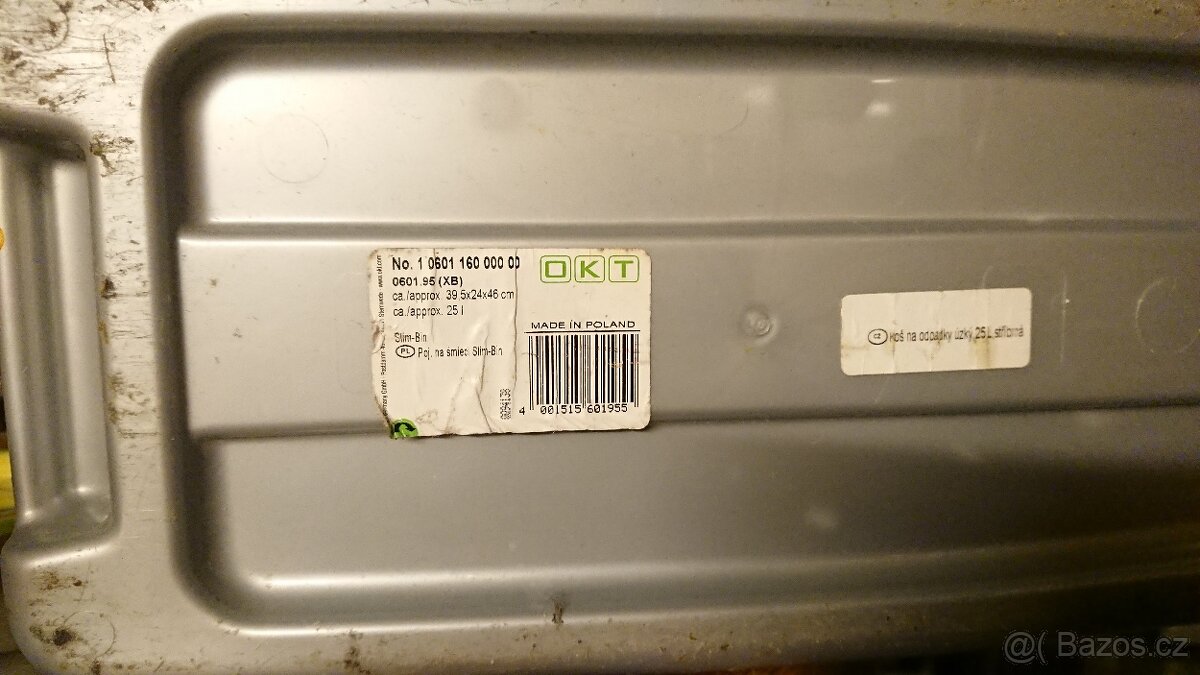 No. 1 0601 160 000 00
OKT
0601.95 (XB)
ca./approx. 39.5x24x46 cm
ca./approx. 25 l
MADE IN POLAND
Slim-Bin
PL Poj. na śmieci Slim-Bin
4 001515 601955
CZ Koš na odpadky úzký 25 L stříbrná
@( Bazos.cz